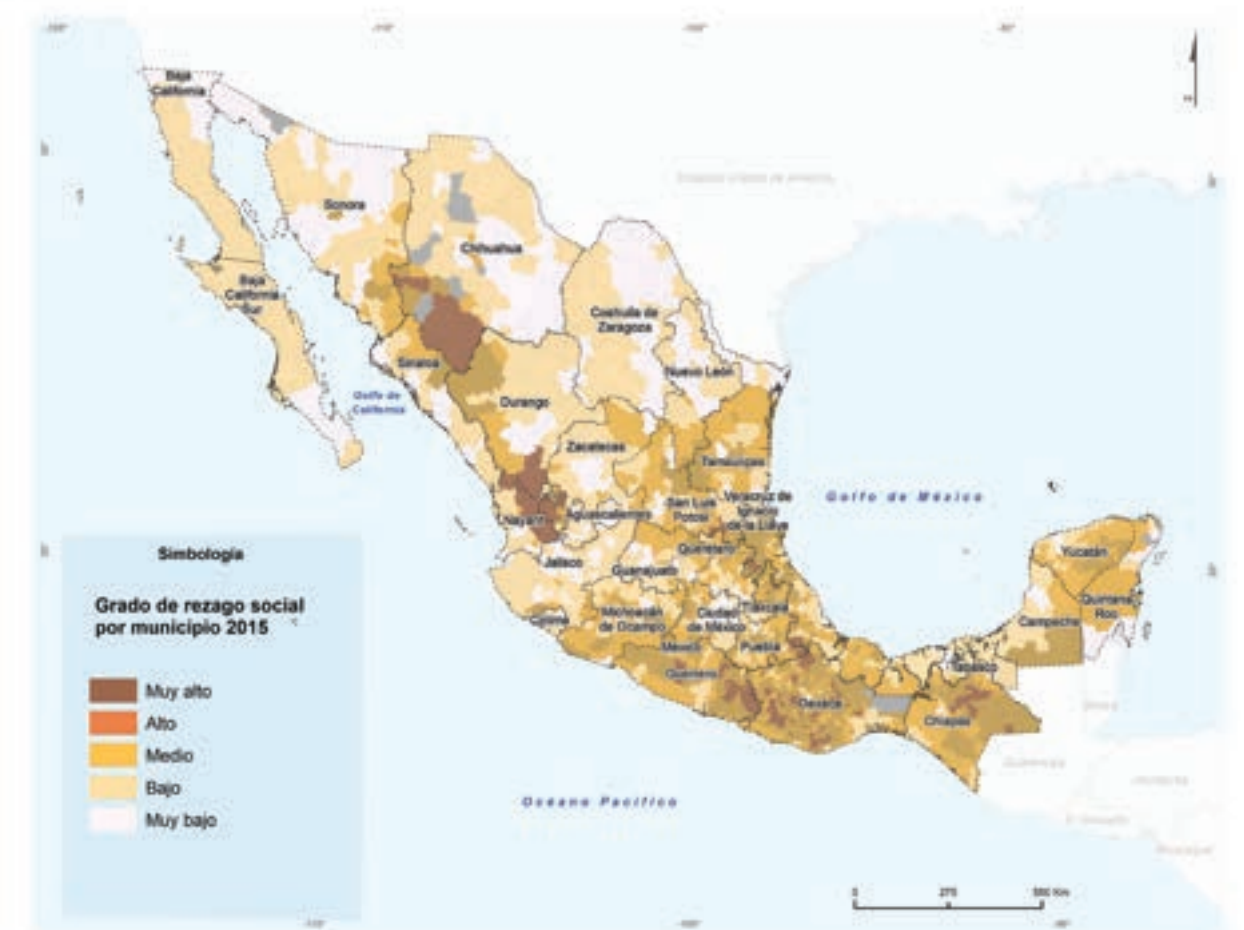 Baja
California
Sonora
Chihuahua
Baja
California
Sur
Coahuila de
Zaragoza
Sinaloa
Nuevo León
Golfo de
California
Durango
Zacatecas
Tamaulipas
San Luis
Potosí
Veracruz de
Ignacio
de la Llave
Golfo de México
Nayarit
Aguascalientes
Querétaro
Yucatán
Jalisco
Guanajuato
Quintana
Roo
Michoacán
de Ocampo
Ciudad
de México
Tlaxcala
Colima
Campeche
México
Puebla
Tabasco
Guerrero
Oaxaca
Chiapas
Océano Pacífico
Simbología
Grado de rezago social
por municipio 2015
Muy alto
Alto
Medio
Bajo
Muy bajo
0 275 550 Km